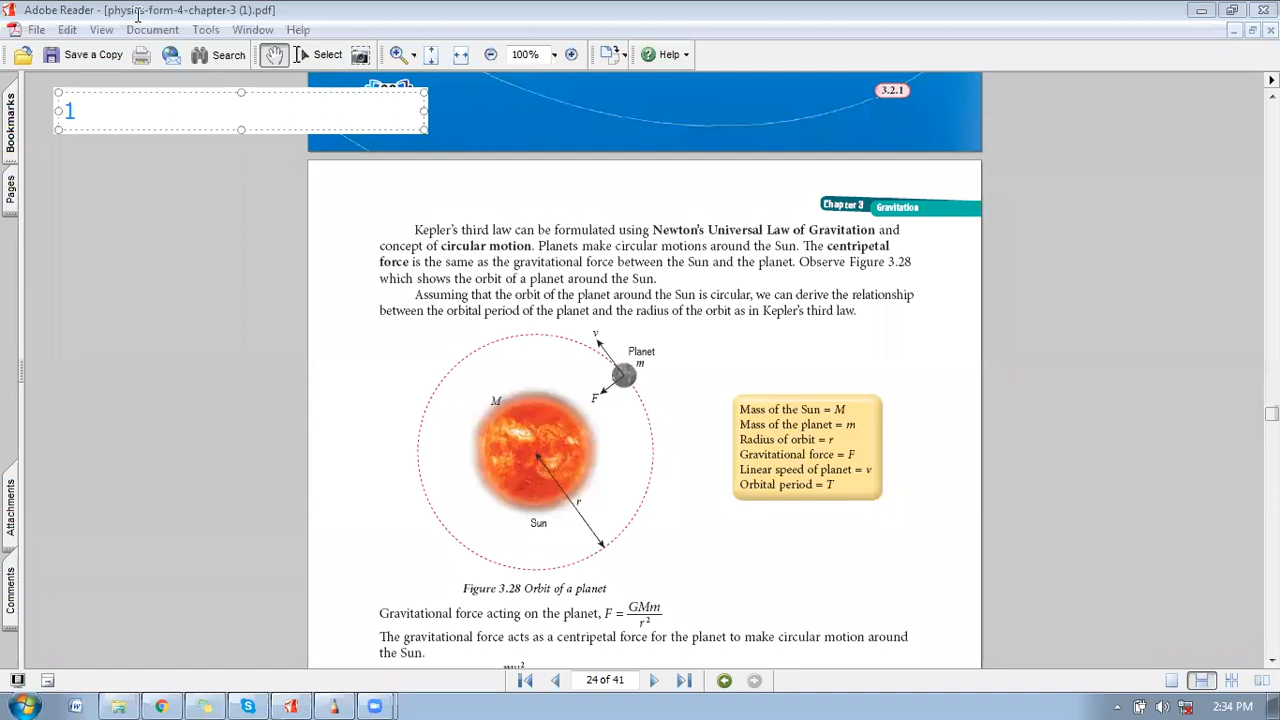 Adobe Reader - [physics-form-4-chapter-3 (1).pdf]
File Edit View Document Tools Window Help
Save a Copy Search Select 100% Help
3.2.1
1
Bookmarks
Pages
Attachments
Comments
Chapter 3 Gravitation
Kepler's third law can be formulated using Newton's Universal Law of Gravitation and
concept of circular motion. Planets make circular motions around the Sun. The centripetal
force is the same as the gravitational force between the Sun and the planet. Observe Figure 3.28
which shows the orbit of a planet around the Sun.
Assuming that the orbit of the planet around the Sun is circular, we can derive the relationship
between the orbital period of the planet and the radius of the orbit as in Kepler's third law.
v
Planet
m
F
M
r
Sun
Mass of the Sun = M
Mass of the planet = m
Radius of orbit = r
Gravitational force = F
Linear speed of planet = v
Orbital period = T
Figure 3.28 Orbit of a planet
Gravitational force acting on the planet, F = GMm / r²
The gravitational force acts as a centripetal force for the planet to make circular motion around
the Sun.
mv²
24 of 41
2:34 PM